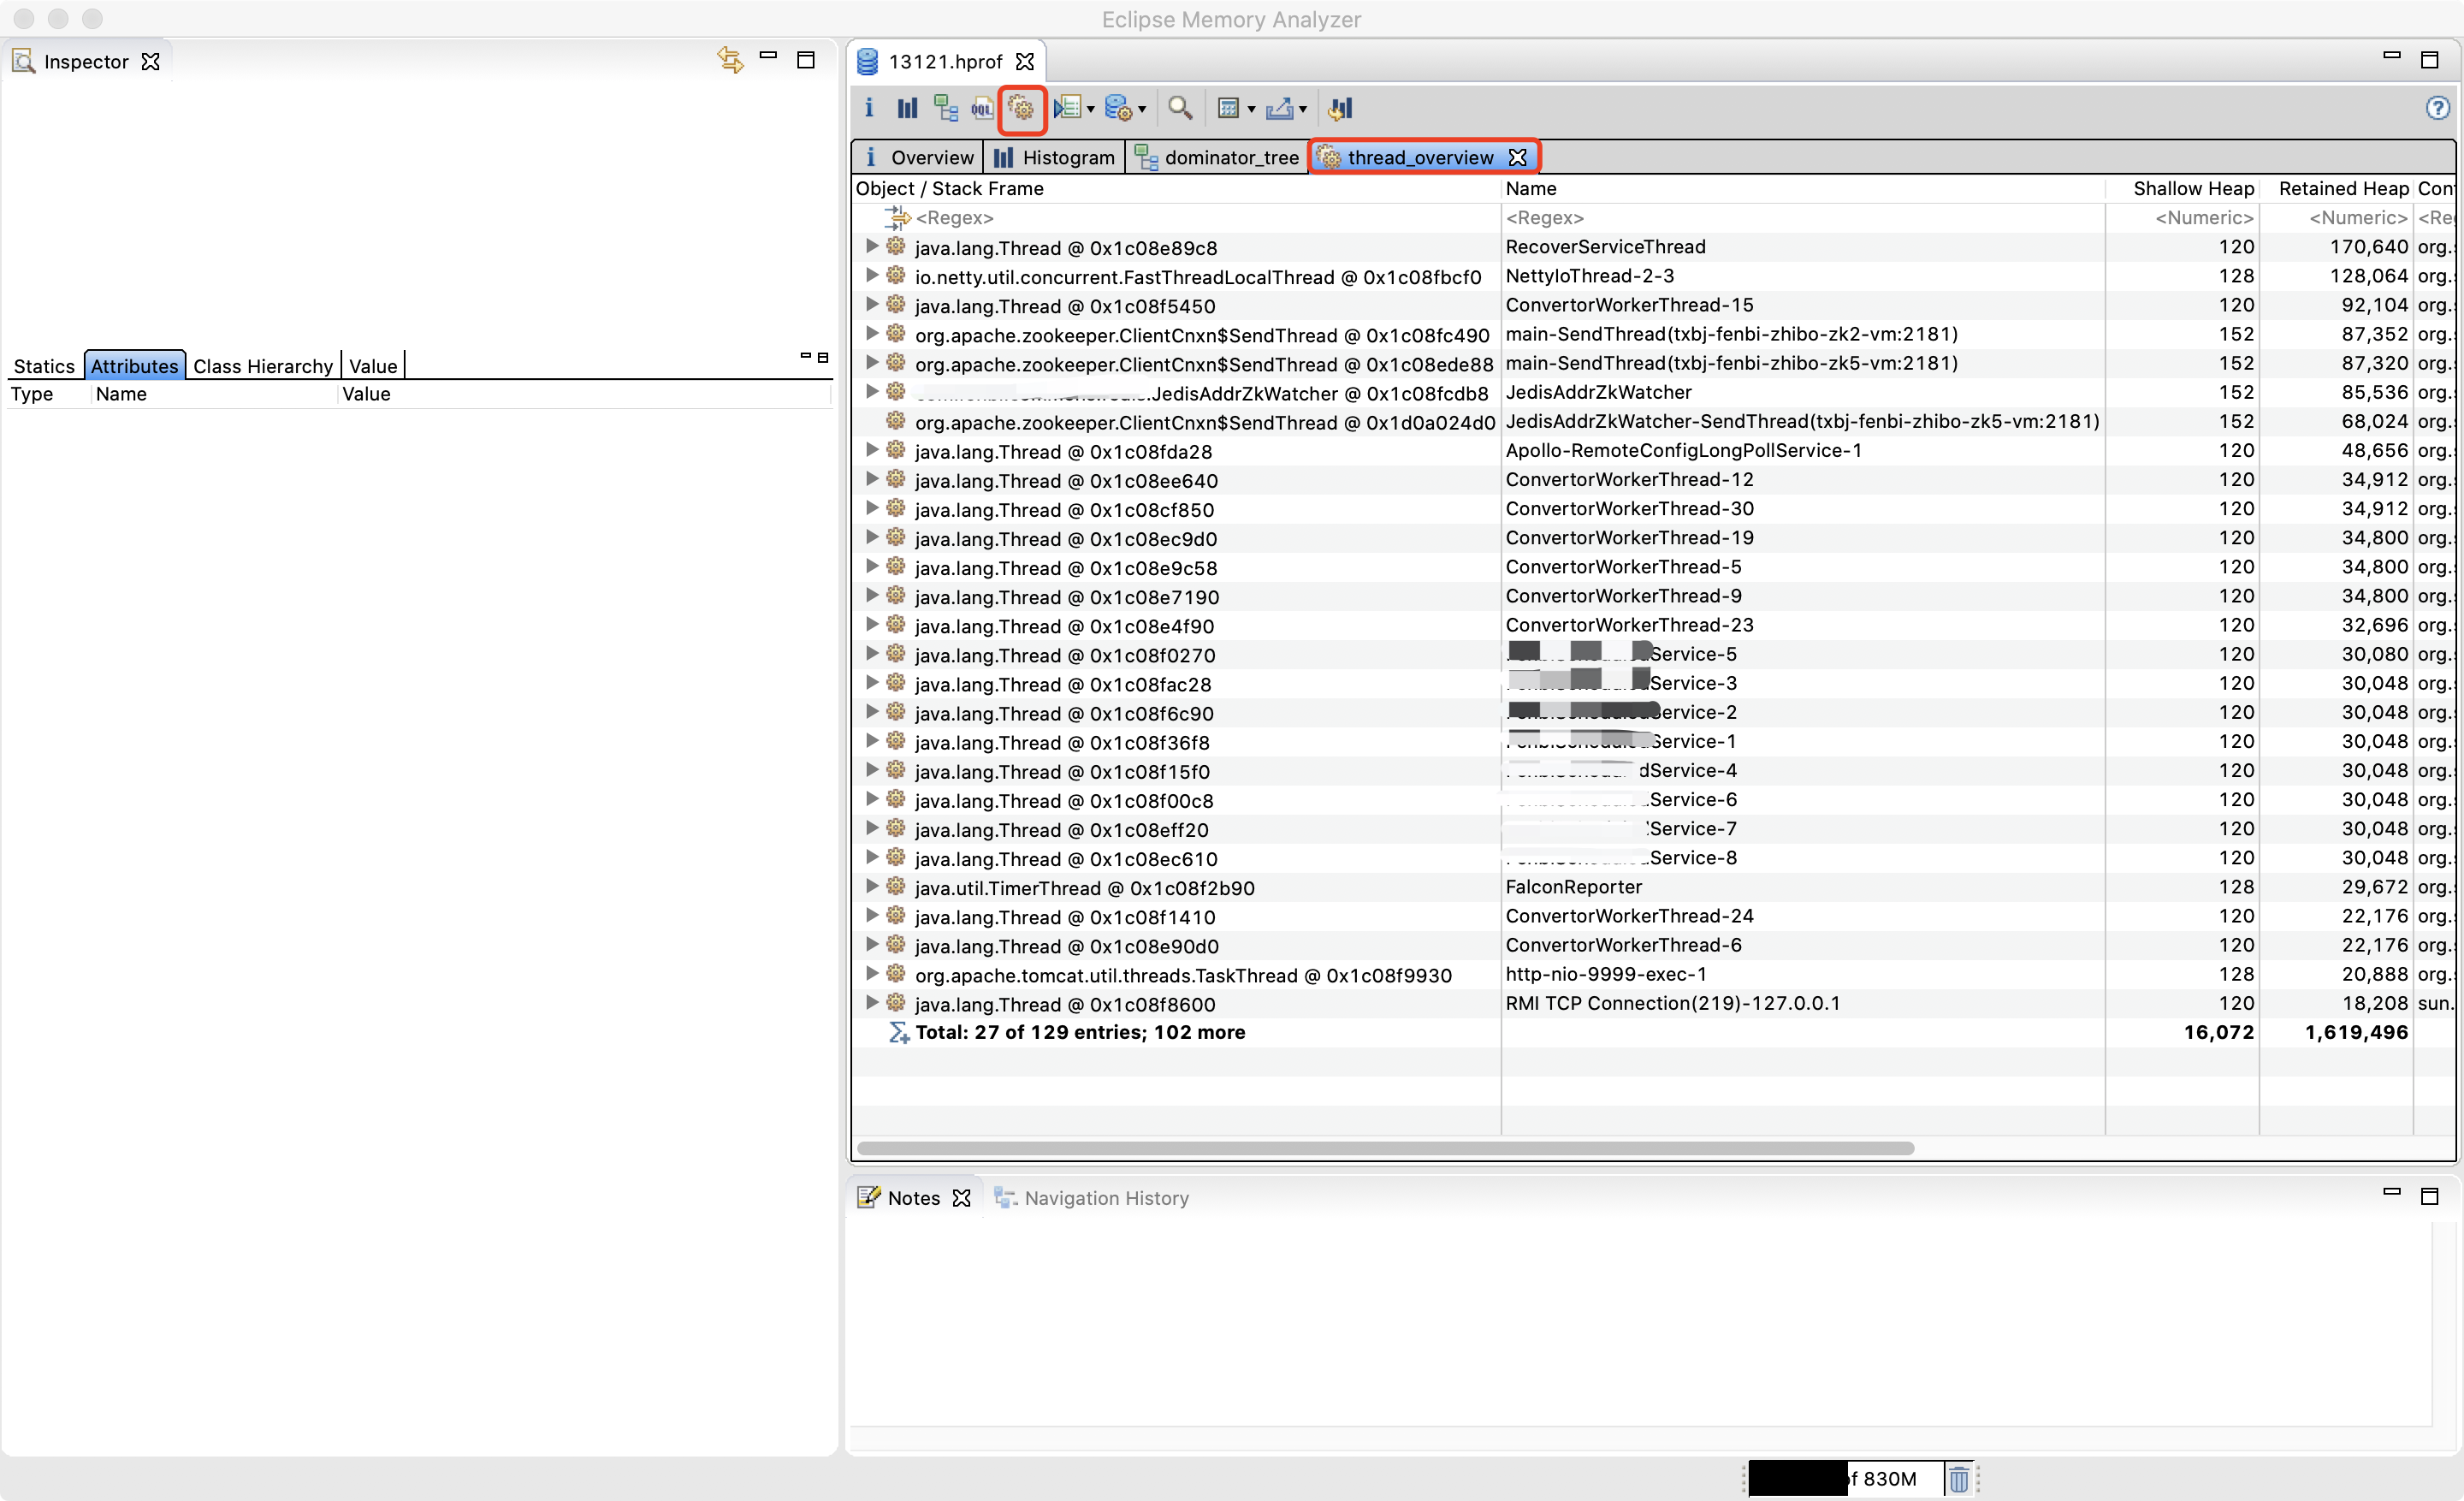 Eclipse Memory Analyzer
Inspector
13121.hprof
OQL
Overview Histogram dominator_tree thread_overview
Statics Attributes Class Hierarchy Value
Type Name Value
Object / Stack Frame Name Shallow Heap Retained Heap Con
<Regex> <Regex> <Numeric> <Numeric> <Re
java.lang.Thread @ 0x1c08e89c8 RecoverServiceThread 120 170,640 org.
io.netty.util.concurrent.FastThreadLocalThread @ 0x1c08fbcf0 NettyIoThread-2-3 128 128,064 org.
java.lang.Thread @ 0x1c08f5450 ConvertorWorkerThread-15 120 92,104 org.
org.apache.zookeeper.ClientCnxn$SendThread @ 0x1c08fc490 main-SendThread(txbj-fenbi-zhibo-zk2-vm:2181) 152 87,352 org.
org.apache.zookeeper.ClientCnxn$SendThread @ 0x1c08ede88 main-SendThread(txbj-fenbi-zhibo-zk5-vm:2181) 152 87,320 org.
.JedisAddrZkWatcher @ 0x1c08fcdb8 JedisAddrZkWatcher 152 85,536 org.
org.apache.zookeeper.ClientCnxn$SendThread @ 0x1d0a024d0 JedisAddrZkWatcher-SendThread(txbj-fenbi-zhibo-zk5-vm:2181) 152 68,024 org.
java.lang.Thread @ 0x1c08fda28 Apollo-RemoteConfigLongPollService-1 120 48,656 org.
java.lang.Thread @ 0x1c08ee640 ConvertorWorkerThread-12 120 34,912 org.
java.lang.Thread @ 0x1c08cf850 ConvertorWorkerThread-30 120 34,912 org.
java.lang.Thread @ 0x1c08ec9d0 ConvertorWorkerThread-19 120 34,800 org.
java.lang.Thread @ 0x1c08e9c58 ConvertorWorkerThread-5 120 34,800 org.
java.lang.Thread @ 0x1c08e7190 ConvertorWorkerThread-9 120 34,800 org.
java.lang.Thread @ 0x1c08e4f90 ConvertorWorkerThread-23 120 32,696 org.
java.lang.Thread @ 0x1c08f0270 Service-5 120 30,080 org.
java.lang.Thread @ 0x1c08fac28 Service-3 120 30,048 org.
java.lang.Thread @ 0x1c08f6c90 Service-2 120 30,048 org.
java.lang.Thread @ 0x1c08f36f8 Service-1 120 30,048 org.
java.lang.Thread @ 0x1c08f15f0 dService-4 120 30,048 org.
java.lang.Thread @ 0x1c08f00c8 Service-6 120 30,048 org.
java.lang.Thread @ 0x1c08eff20 Service-7 120 30,048 org.
java.lang.Thread @ 0x1c08ec610 Service-8 120 30,048 org.
java.util.TimerThread @ 0x1c08f2b90 FalconReporter 128 29,672 org.
java.lang.Thread @ 0x1c08f1410 ConvertorWorkerThread-24 120 22,176 org.
java.lang.Thread @ 0x1c08e90d0 ConvertorWorkerThread-6 120 22,176 org.
org.apache.tomcat.util.threads.TaskThread @ 0x1c08f9930 http-nio-9999-exec-1 128 20,888 org.
java.lang.Thread @ 0x1c08f8600 RMI TCP Connection(219)-127.0.0.1 120 18,208 sun.
Total: 27 of 129 entries; 102 more 16,072 1,619,496
Notes Navigation History
of 830M